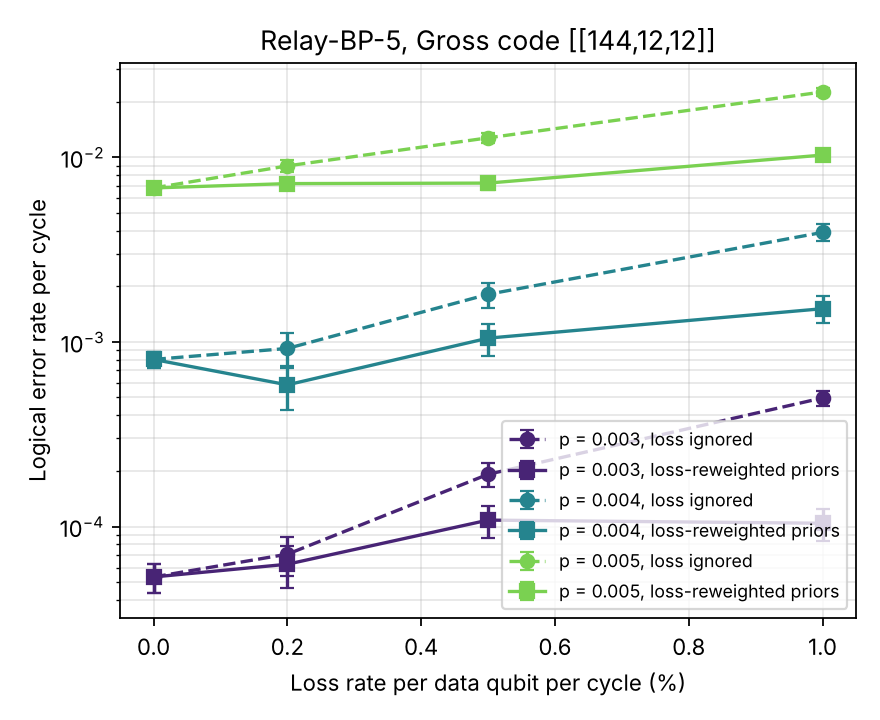 Relay-BP-5, Gross code [[144,12,12]]
Logical error rate per cycle
10⁻²
10⁻³
10⁻⁴
p = 0.003, loss ignored
p = 0.003, loss-reweighted priors
p = 0.004, loss ignored
p = 0.004, loss-reweighted priors
p = 0.005, loss ignored
p = 0.005, loss-reweighted priors
0.0 0.2 0.4 0.6 0.8 1.0
Loss rate per data qubit per cycle (%)